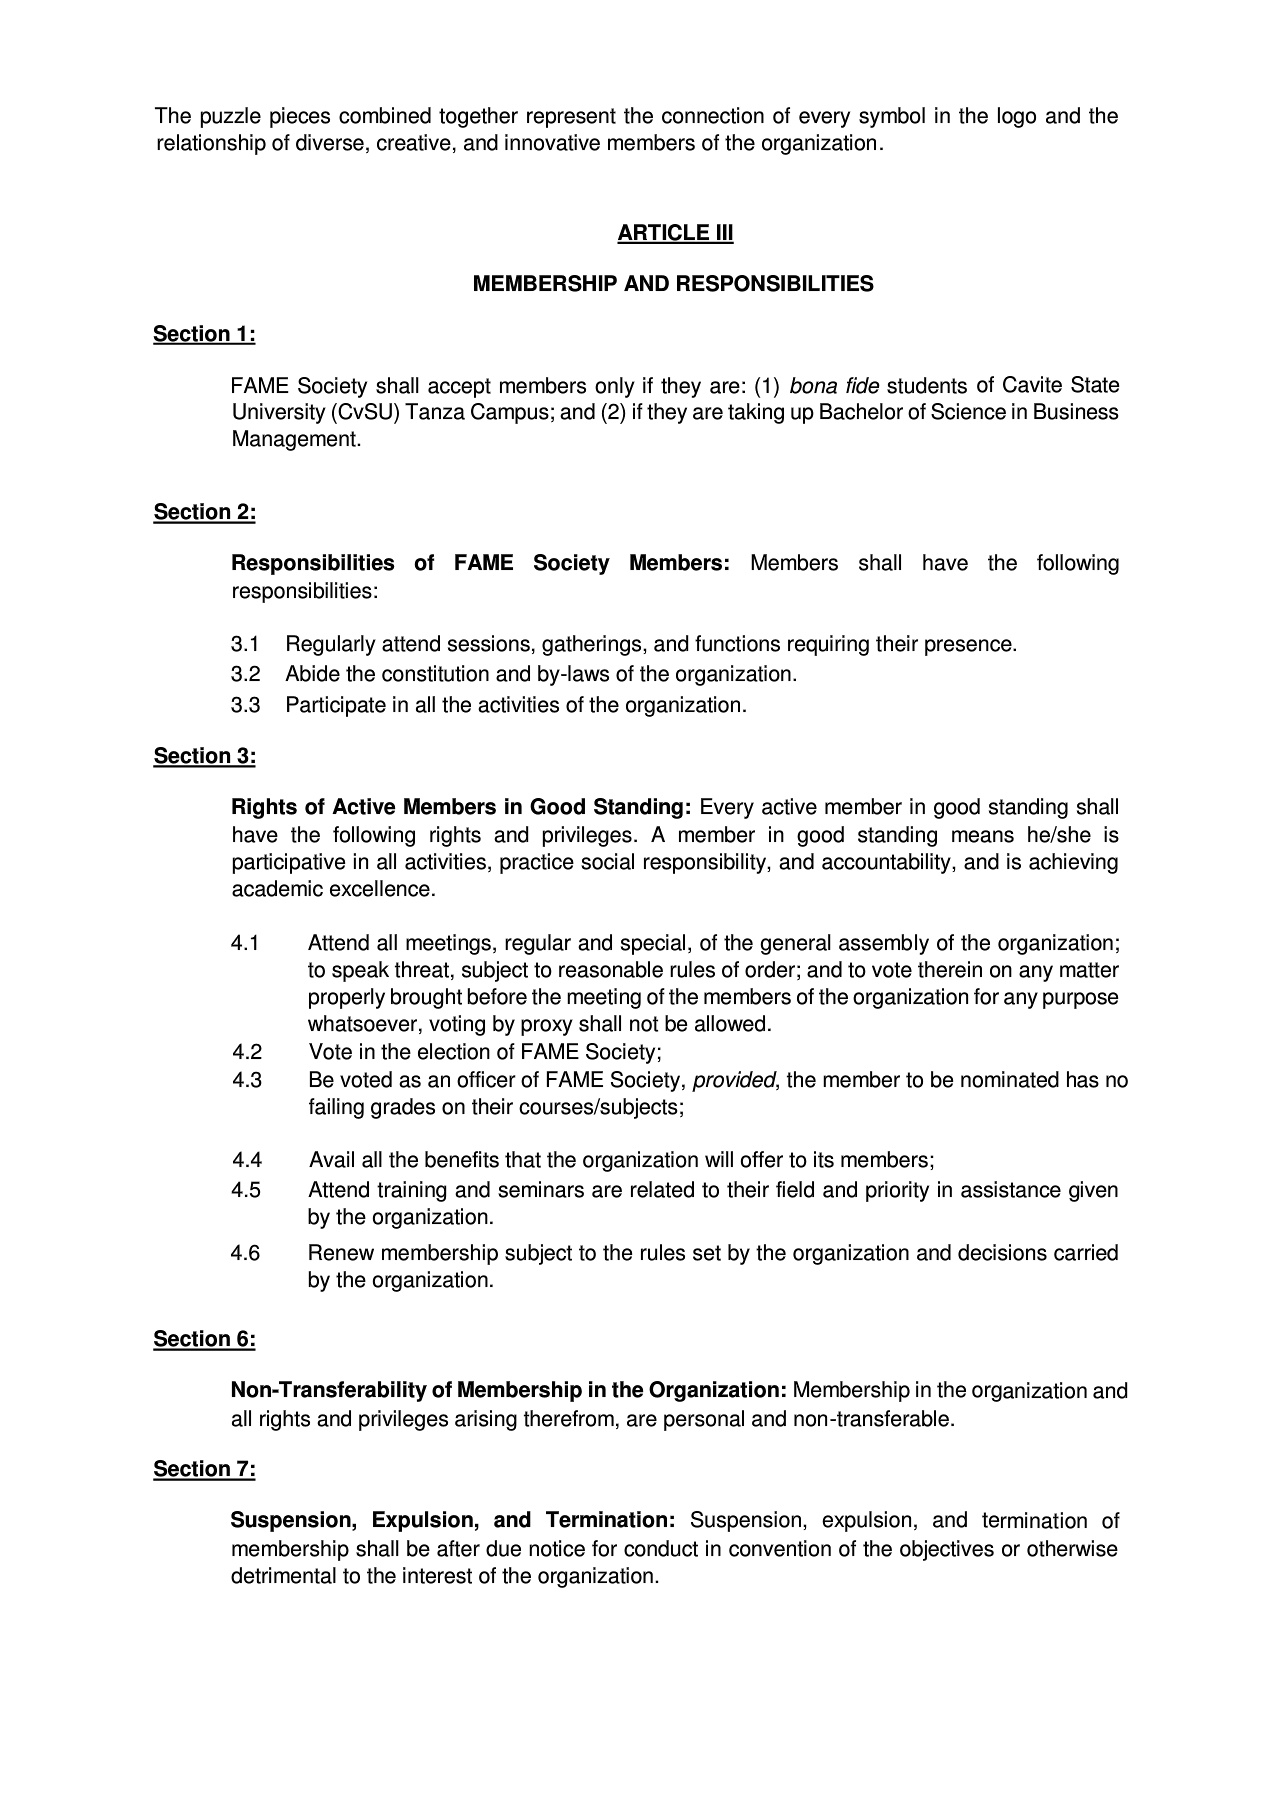 The puzzle pieces combined together represent the connection of every symbol in the logo and the
relationship of diverse, creative, and innovative members of the organization.
ARTICLE III
MEMBERSHIP AND RESPONSIBILITIES
Section 1:
FAME Society shall accept members only if they are: (1) bona fide students of Cavite State
University (CvSU) Tanza Campus; and (2) if they are taking up Bachelor of Science in Business
Management.
Section 2:
Responsibilities of FAME Society Members: Members shall have the following
responsibilities:
3.1 Regularly attend sessions, gatherings, and functions requiring their presence.
3.2 Abide the constitution and by-laws of the organization.
3.3 Participate in all the activities of the organization.
Section 3:
Rights of Active Members in Good Standing: Every active member in good standing shall
have the following rights and privileges. A member in good standing means he/she is
participative in all activities, practice social responsibility, and accountability, and is achieving
academic excellence.
4.1 Attend all meetings, regular and special, of the general assembly of the organization;
to speak threat, subject to reasonable rules of order; and to vote therein on any matter
properly brought before the meeting of the members of the organization for any purpose
whatsoever, voting by proxy shall not be allowed.
4.2 Vote in the election of FAME Society;
4.3 Be voted as an officer of FAME Society, provided, the member to be nominated has no
failing grades on their courses/subjects;
4.4 Avail all the benefits that the organization will offer to its members;
4.5 Attend training and seminars are related to their field and priority in assistance given
by the organization.
4.6 Renew membership subject to the rules set by the organization and decisions carried
by the organization.
Section 6:
Non-Transferability of Membership in the Organization: Membership in the organization and
all rights and privileges arising therefrom, are personal and non-transferable.
Section 7:
Suspension, Expulsion, and Termination: Suspension, expulsion, and termination of
membership shall be after due notice for conduct in convention of the objectives or otherwise
detrimental to the interest of the organization.